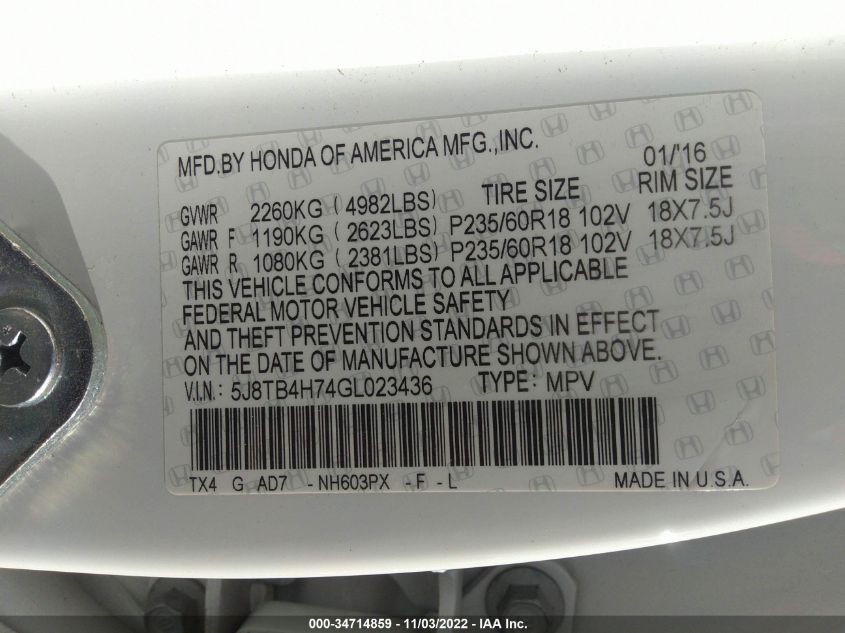 MFD.BY HONDA OF AMERICA MFG.,INC. 01/'16
GVWR 2260KG (4982LBS) TIRE SIZE RIM SIZE
GAWR F 1190KG (2623LBS) P235/60R18 102V 18X7.5J
GAWR R 1080KG (2381LBS) P235/60R18 102V 18X7.5J
THIS VEHICLE CONFORMS TO ALL APPLICABLE
FEDERAL MOTOR VEHICLE SAFETY
AND THEFT PREVENTION STANDARDS IN EFFECT
ON THE DATE OF MANUFACTURE SHOWN ABOVE.
V.I.N.: 5J8TB4H74GL023436 TYPE: MPV
TX4 G AD7 -NH603PX -F -L MADE IN U.S.A.
000-34714859 - 11/03/2022 - IAA Inc.